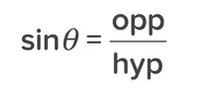 sinθ = opp/hyp